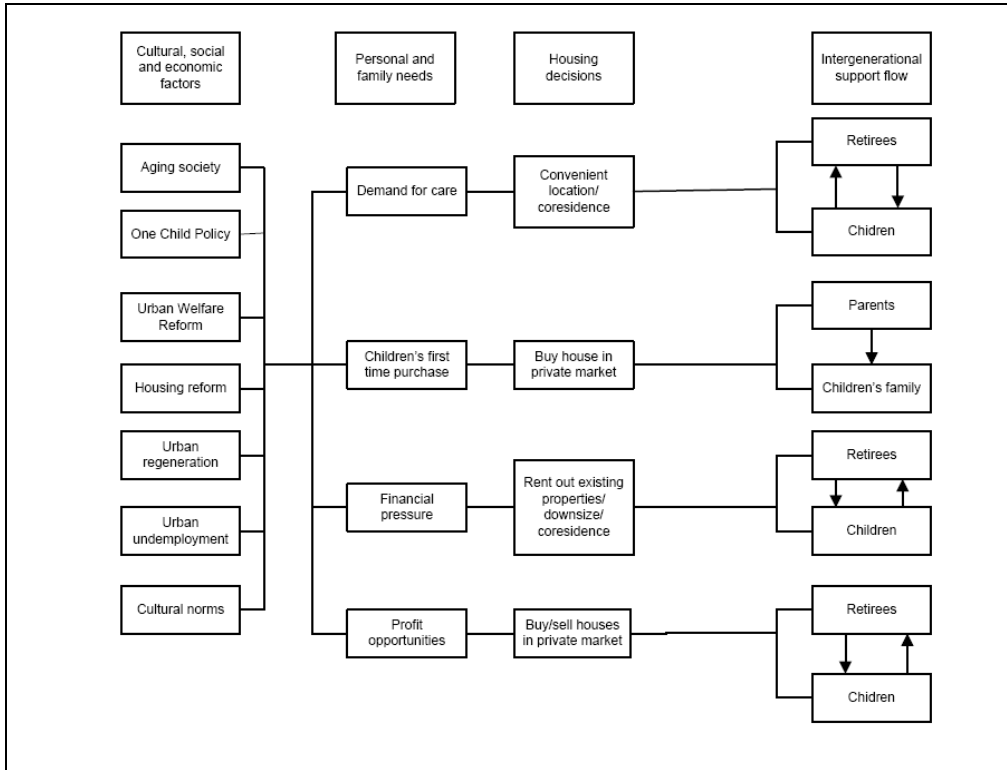 Cultural, social
and economic
factors
Personal and
family needs
Housing
decisions
Intergenerational
support flow
Aging society
One Child Policy
Urban Welfare
Reform
Housing reform
Urban
regeneration
Urban
undemployment
Cultural norms
Demand for care
Children's first
time purchase
Financial
pressure
Profit
opportunities
Convenient
location/
coresidence
Buy house in
private market
Rent out existing
properties/
downsize/
coresidence
Buy/sell houses
in private market
Retirees
Chidren
Parents
Children's family
Retirees
Children
Retirees
Chidren